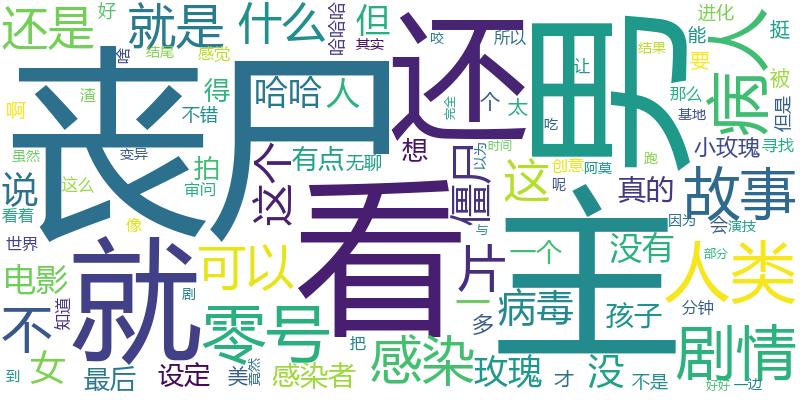 还是
好
就是
什么
但
哈哈哈
其实
咬
所以
进化
能
挺
要
被
丧尸
还
男主
病人
啥
结尾
感觉
啊
渣
得
不错
哈哈
人
完全
个
太
让
吃
结果
那么
基地
但是
虽然
变异
这个
有点
无聊
想
僵尸
以为
时间
创意
阿莫
跑
小玫瑰
寻找
说
这么
审问
拍
看
这
呢
真的
故事
看着
像
世界
就
可以
与
片
一个
没有
因为
会
演技
电影
知道
剧
零号
一
病毒
孩子
人类
部分
不
多
分钟
女
设定
美
竟然
把
感染
玫瑰
没
剧情
到
最后
感染者
才
不是
好好
一边